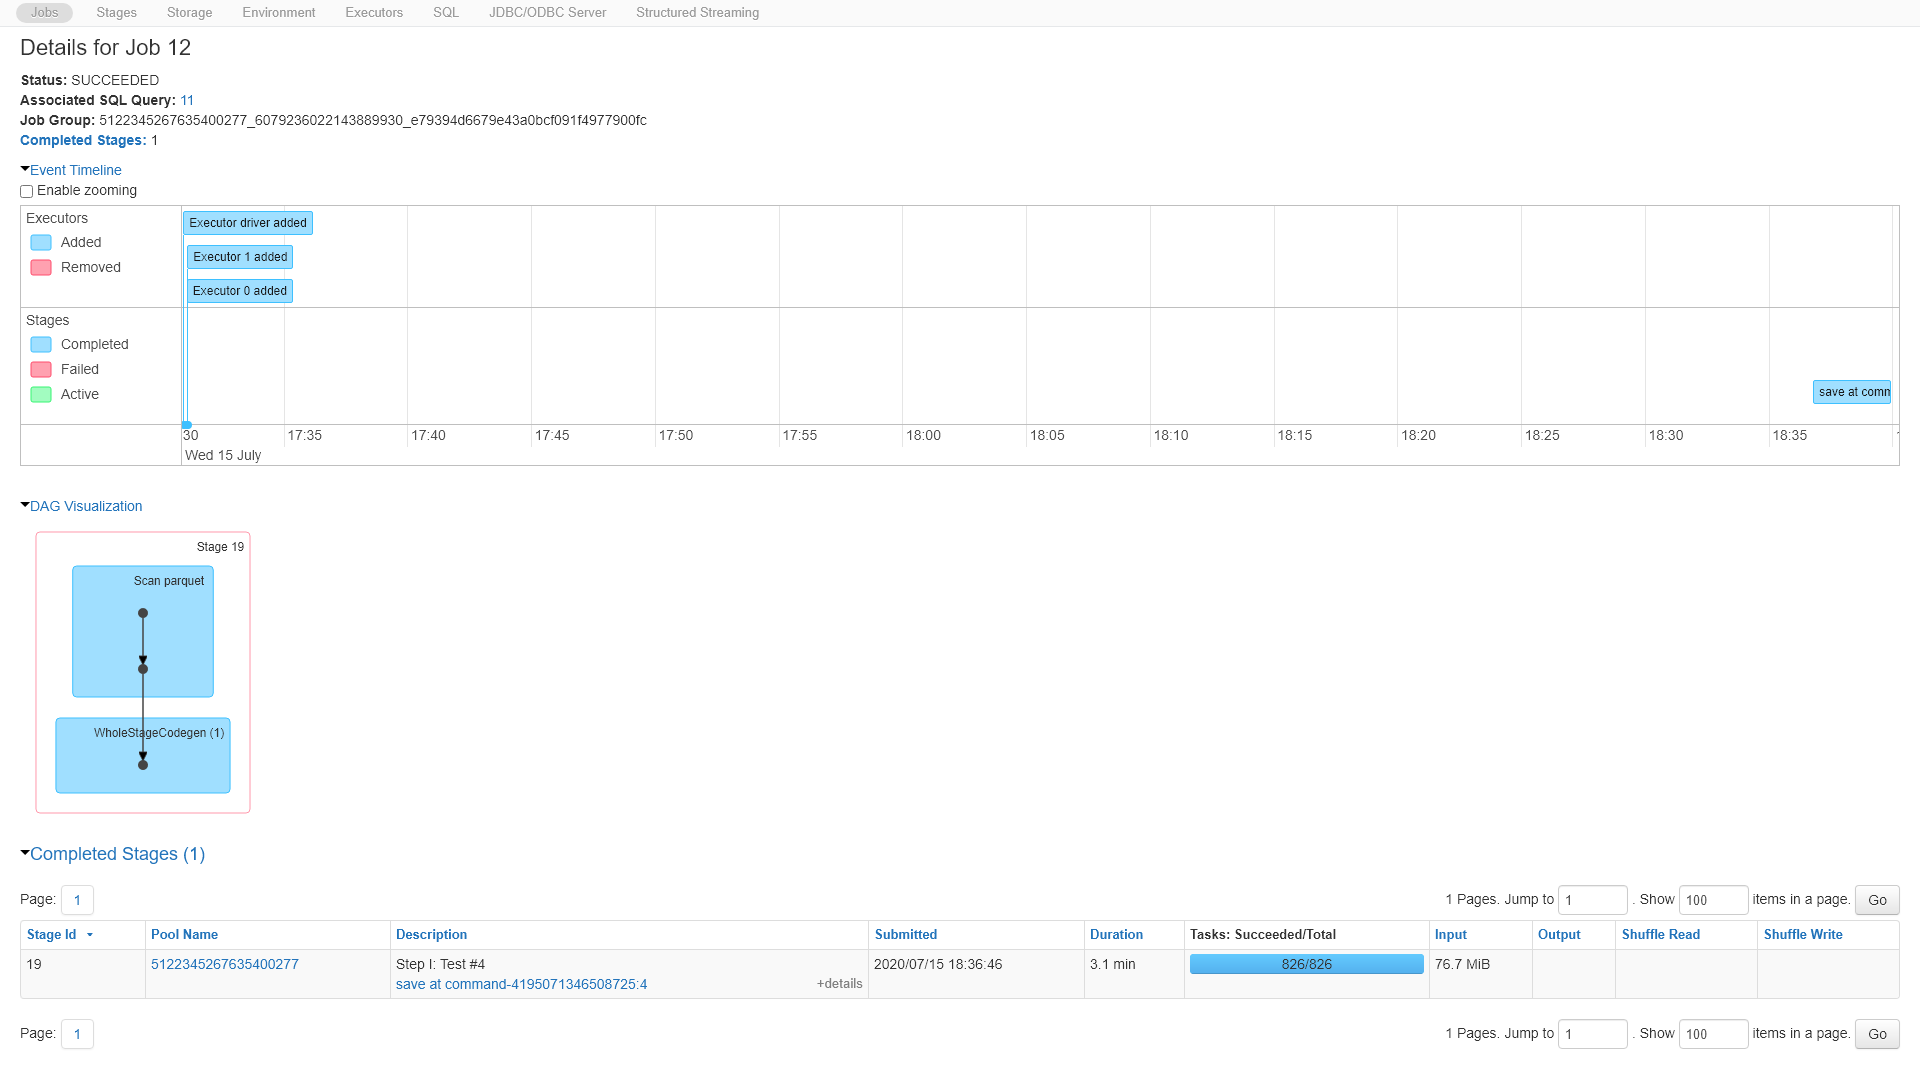 Jobs Stages Storage Environment Executors SQL JDBC/ODBC Server Structured Streaming
Details for Job 12
Status: SUCCEEDED
Associated SQL Query: 11
Job Group: 5122345267635400277_6079236022143889930_e79394d6679e43a0bcf091f4977900fc
Completed Stages: 1
Event Timeline
Enable zooming
Executors
Added
Removed
Executor driver added
Executor 1 added
Executor 0 added
Stages
Completed
Failed
Active
save at comm
30 17:35 17:40 17:45 17:50 17:55 18:00 18:05 18:10 18:15 18:20 18:25 18:30 18:35
Wed 15 July
DAG Visualization
Stage 19
Scan parquet
WholeStageCodegen (1)
Completed Stages (1)
Page: 1 1 Pages. Jump to 1 . Show 100 items in a page. Go
Stage Id Pool Name Description Submitted Duration Tasks: Succeeded/Total Input Output Shuffle Read Shuffle Write
19 5122345267635400277 Step I: Test #4 2020/07/15 18:36:46 3.1 min 826/826 76.7 MiB
save at command-4195071346508725:4 +details
Page: 1 1 Pages. Jump to 1 . Show 100 items in a page. Go